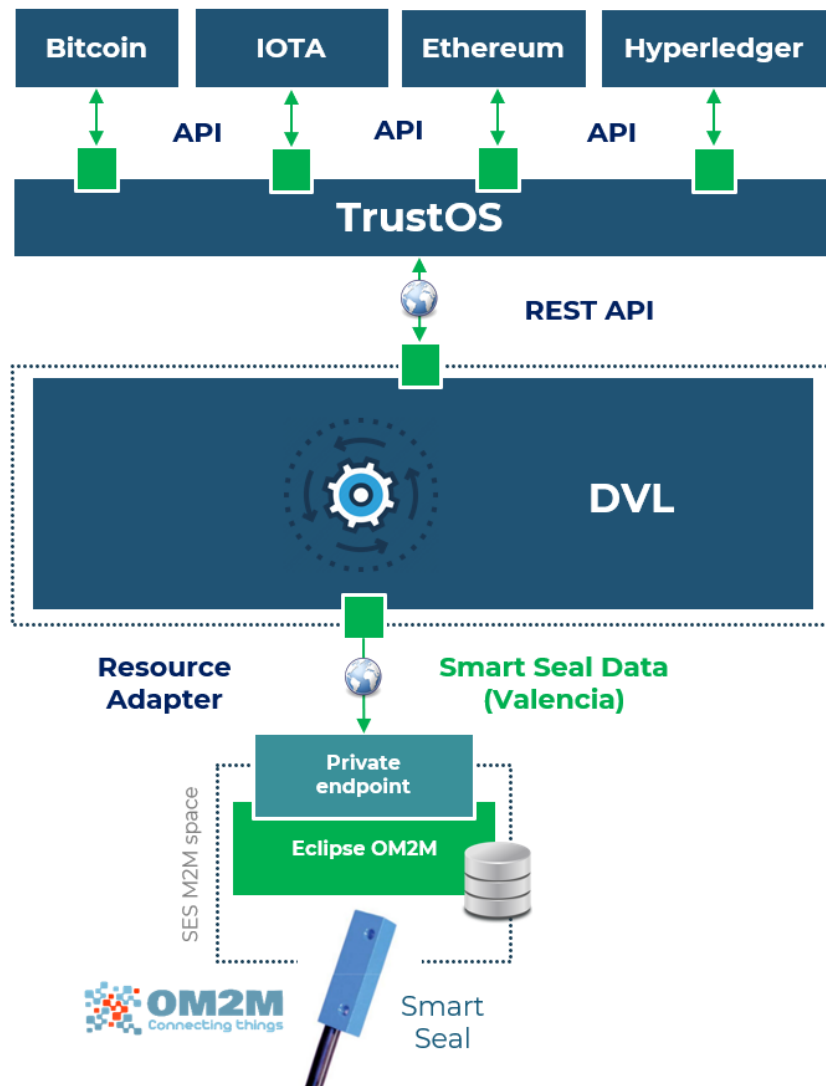 Bitcoin
IOTA
Ethereum
Hyperledger
API
API
API
TrustOS
REST API
DVL
Resource
Adapter
Smart Seal Data
(Valencia)
Private
endpoint
Eclipse OM2M
SES M2M space
OM2M
Connecting things
Smart
Seal